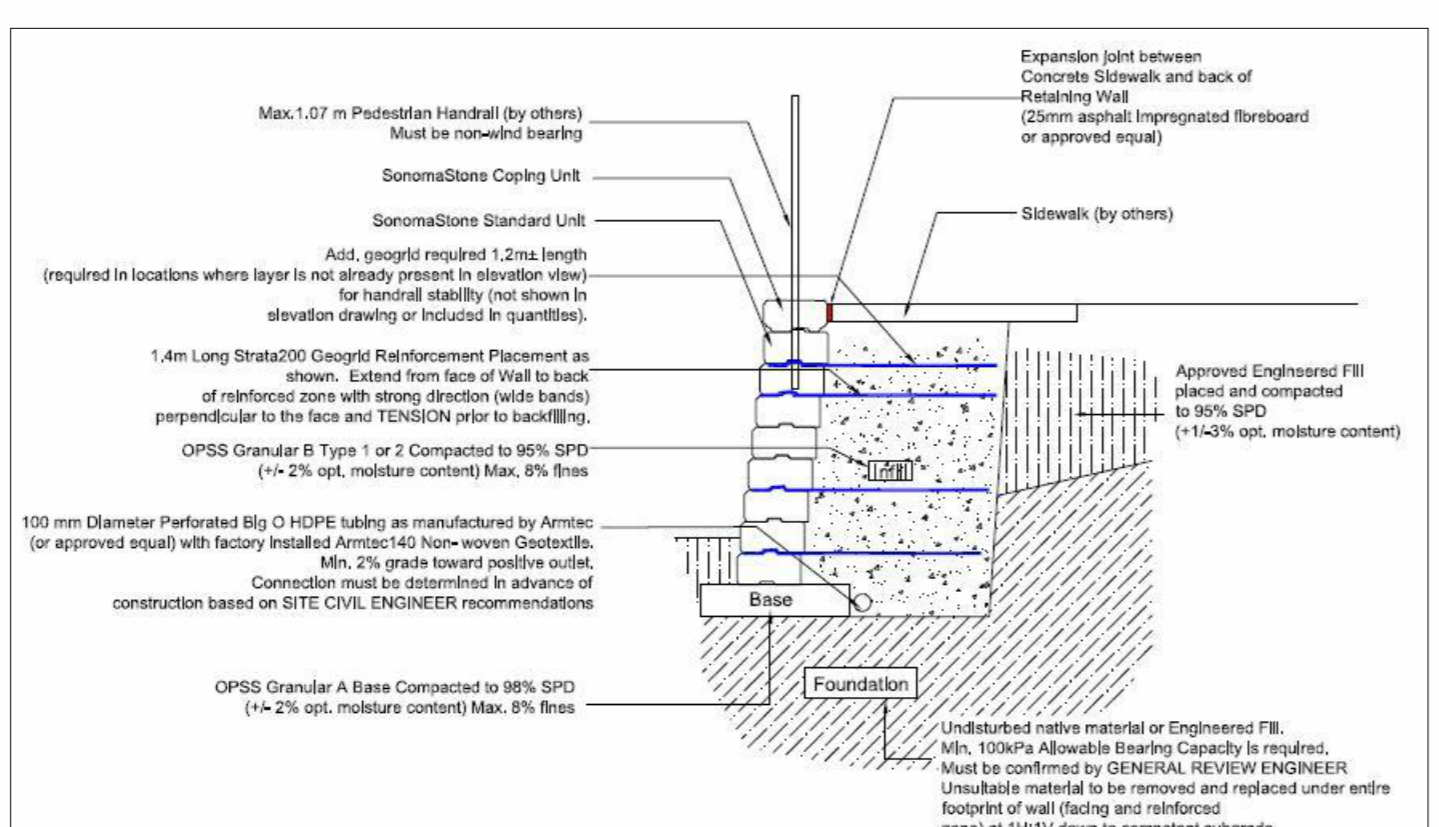 Expansion joint between
Concrete Sidewalk and back of
Retaining Wall
(25mm asphalt impregnated fibreboard
or approved equal)
Max.1.07 m Pedestrian Handrail (by others)
Must be non-wind bearing
SonomaStone Coping Unit
SonomaStone Standard Unit
Sidewalk (by others)
Add. geogrid required 1.2m± length
(required in locations where layer is not already present in elevation view)
for handrail stability (not shown in
elevation drawing or included in quantities).
1.4m Long Strata200 Geogrid Reinforcement Placement as
shown. Extend from face of Wall to back
of reinforced zone with strong direction (wide bands)
perpendicular to the face and TENSION prior to backfilling.
Approved Engineered Fill
placed and compacted
to 95% SPD
(+1/-3% opt. moisture content)
OPSS Granular B Type 1 or 2 Compacted to 95% SPD
(+/- 2% opt. moisture content) Max. 8% fines
Infill
100 mm Diameter Perforated Big O HDPE tubing as manufactured by Armtec
(or approved equal) with factory installed Armtec140 Non-woven Geotextile.
Min. 2% grade toward positive outlet.
Connection must be determined in advance of
construction based on SITE CIVIL ENGINEER recommendations
Base
OPSS Granular A Base Compacted to 98% SPD
(+/- 2% opt. moisture content) Max. 8% fines
Foundation
Undisturbed native material or Engineered Fill.
Min. 100kPa Allowable Bearing Capacity is required.
Must be confirmed by GENERAL REVIEW ENGINEER
Unsuitable material to be removed and replaced under entire
footprint of wall (facing and reinforced
zone) at 1H:1V down to competent subgrade